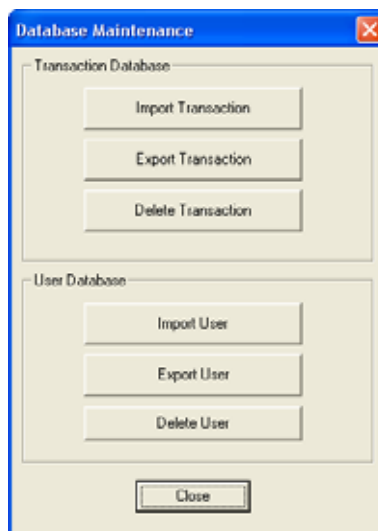 Database Maintenance
Transaction Database
Import Transaction
Export Transaction
Delete Transaction
User Database
Import User
Export User
Delete User
Close